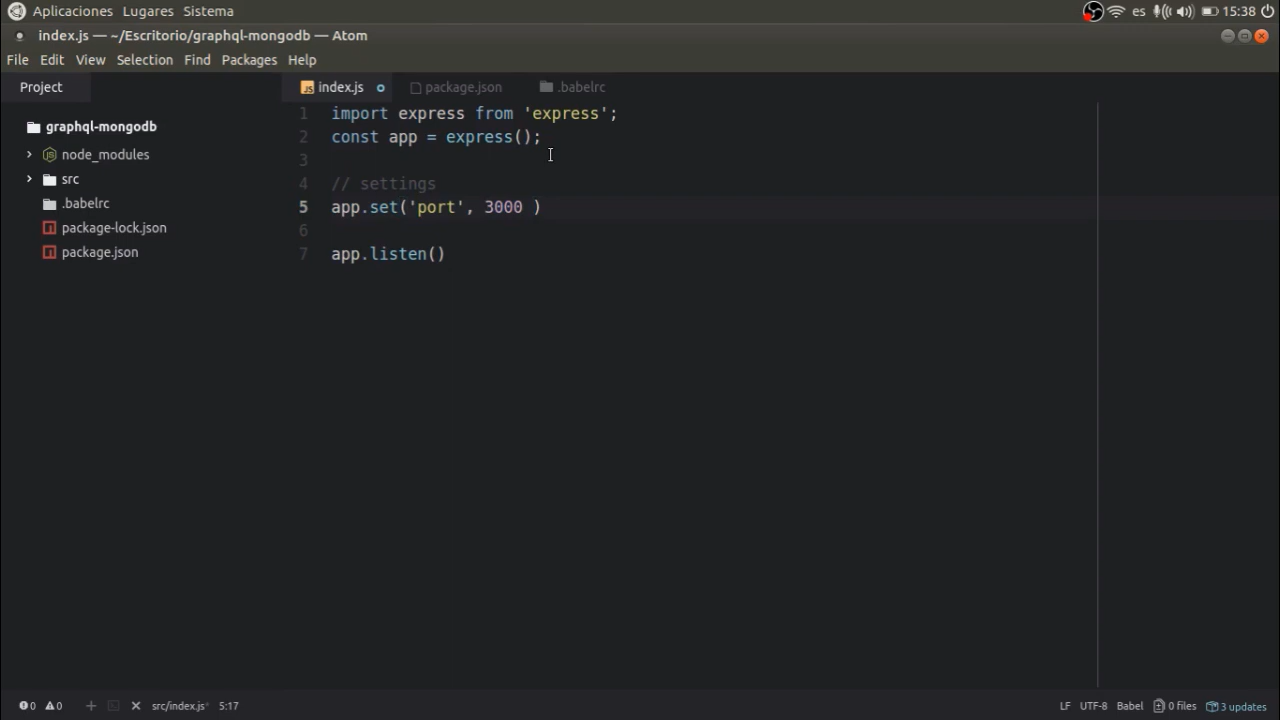 Aplicaciones Lugares Sistema es 15:38
index.js — ~/Escritorio/graphql-mongodb — Atom
File Edit View Selection Find Packages Help
Project index.js package.json .babelrc
graphql-mongodb
node_modules
src
.babelrc
package-lock.json
package.json
1 import express from 'express';
2 const app = express();
3
4 // settings
5 app.set('port', 3000 )
6
7 app.listen()
0 0 + × src/index.js* 5:17 LF UTF-8 Babel 0 files 3 updates